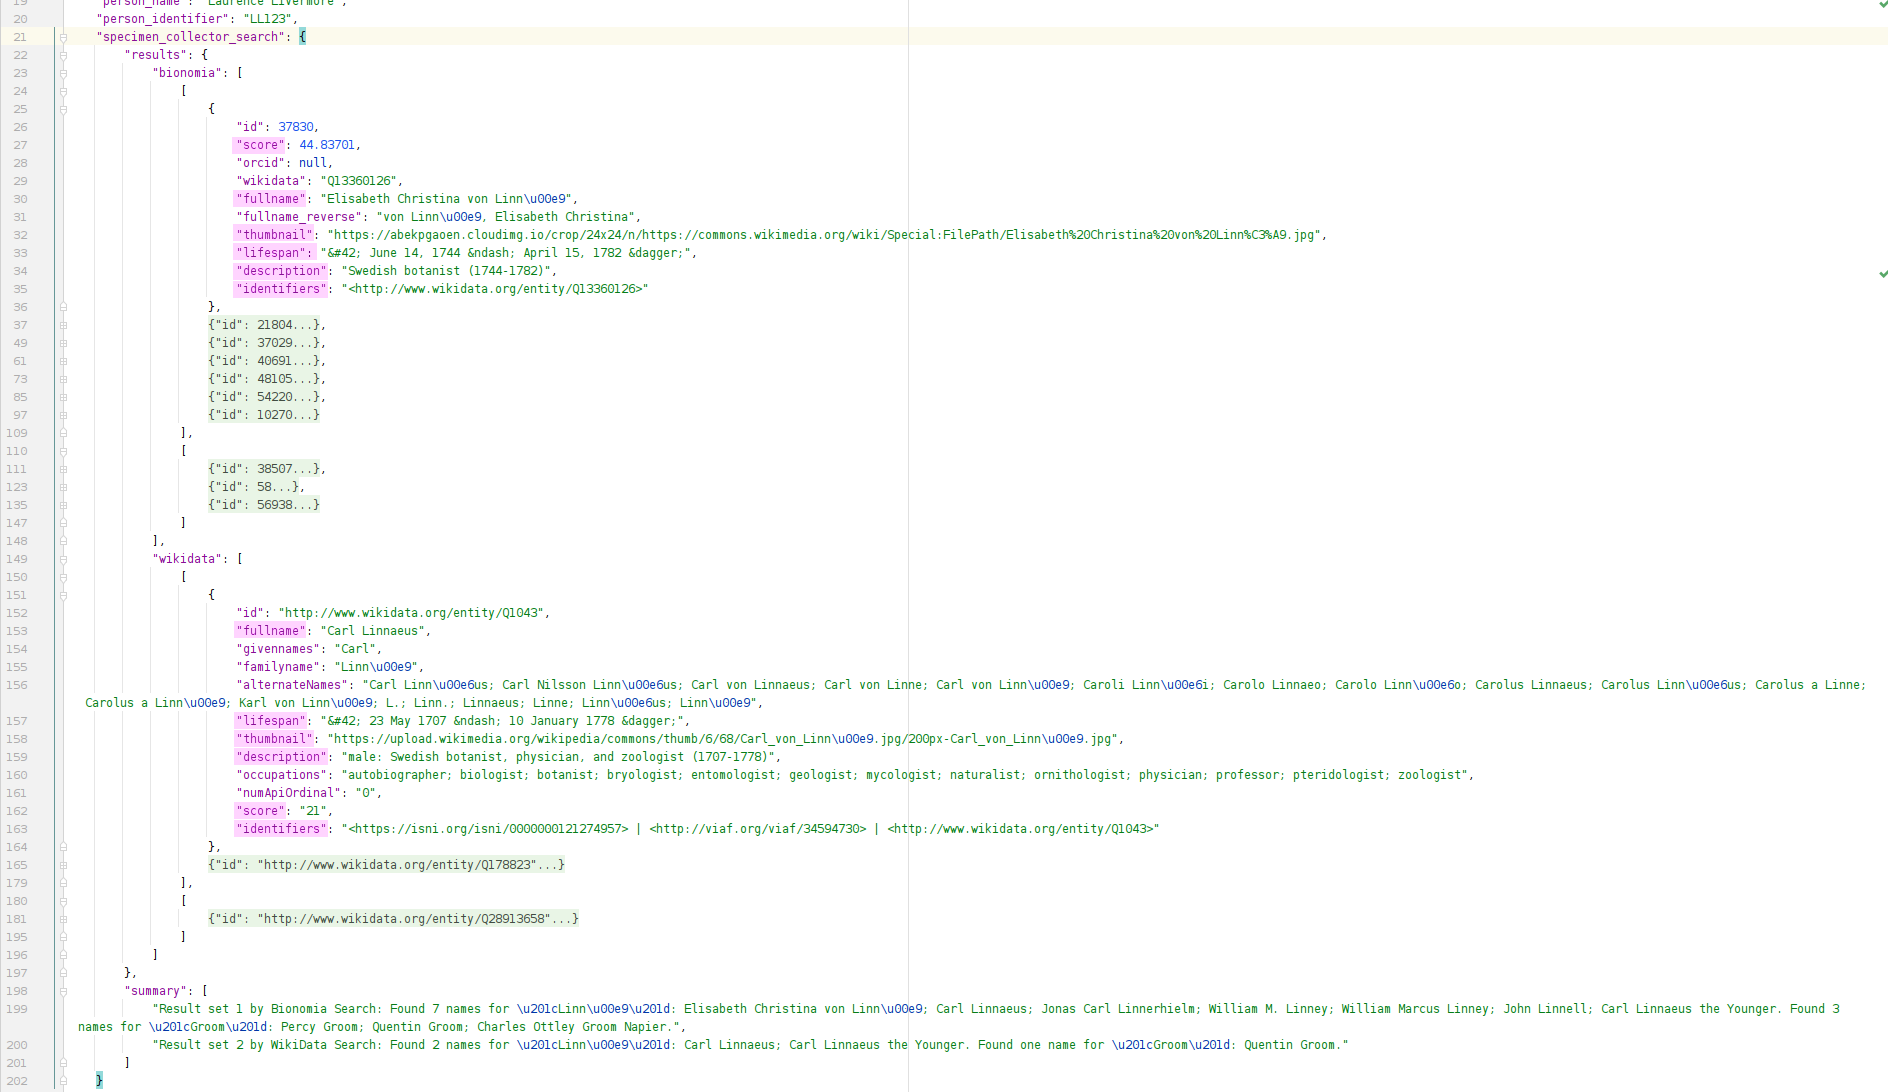 19 "person_name": "Laurence Livermore",
20 "person_identifier": "LL123",
21 "specimen_collector_search": {
22 "results": {
23 "bionomia": [
24 [
25 {
26 "id": 37830,
27 "score": 44.83701,
28 "orcid": null,
29 "wikidata": "Q13360126",
30 "fullname": "Elisabeth Christina von Linn\u00e9",
31 "fullname_reverse": "von Linn\u00e9, Elisabeth Christina",
32 "thumbnail": "https://abekpgaoen.cloudimg.io/crop/24x24/n/https://commons.wikimedia.org/wiki/Special:FilePath/Elisabeth%20Christina%20von%20Linn%C3%A9.jpg",
33 "lifespan": "&#42; June 14, 1744 &ndash; April 15, 1782 &dagger;",
34 "description": "Swedish botanist (1744-1782)",
35 "identifiers": "<http://www.wikidata.org/entity/Q13360126>"
36 },
37 {"id": 21804...},
49 {"id": 37029...},
61 {"id": 40691...},
73 {"id": 48105...},
85 {"id": 54220...},
97 {"id": 10270...}
109 ],
110 [
111 {"id": 38507...},
123 {"id": 58...},
135 {"id": 56938...}
147 ]
148 ],
149 "wikidata": [
150 [
151 {
152 "id": "http://www.wikidata.org/entity/Q1043",
153 "fullname": "Carl Linnaeus",
154 "givennames": "Carl",
155 "familyname": "Linn\u00e9",
156 "alternateNames": "Carl Linn\u00e6us; Carl Nilsson Linn\u00e6us; Carl von Linnaeus; Carl von Linne; Carl von Linn\u00e9; Caroli Linn\u00e6i; Carolo Linnaeo; Carolo Linn\u00e6o; Carolus Linnaeus; Carolus Linn\u00e6us; Carolus a Linne;
Carolus a Linn\u00e9; Karl von Linn\u00e9; L.; Linn.; Linnaeus; Linne; Linn\u00e6us; Linn\u00e9",
157 "lifespan": "&#42; 23 May 1707 &ndash; 10 January 1778 &dagger;",
158 "thumbnail": "https://upload.wikimedia.org/wikipedia/commons/thumb/6/68/Carl_von_Linn\u00e9.jpg/200px-Carl_von_Linn\u00e9.jpg",
159 "description": "male: Swedish botanist, physician, and zoologist (1707-1778)",
160 "occupations": "autobiographer; biologist; botanist; bryologist; entomologist; geologist; mycologist; naturalist; ornithologist; physician; professor; pteridologist; zoologist",
161 "numApiOrdinal": "0",
162 "score": "21",
163 "identifiers": "<https://isni.org/isni/0000000121274957> | <http://viaf.org/viaf/34594730> | <http://www.wikidata.org/entity/Q1043>"
164 },
165 {"id": "http://www.wikidata.org/entity/Q178823"...}
179 ],
180 [
181 {"id": "http://www.wikidata.org/entity/Q28913658"...}
195 ]
196 ]
197 },
198 "summary": [
199 "Result set 1 by Bionomia Search: Found 7 names for \u201cLinn\u00e9\u201d: Elisabeth Christina von Linn\u00e9; Carl Linnaeus; Jonas Carl Linnerhielm; William M. Linney; William Marcus Linney; John Linnell; Carl Linnaeus the Younger. Found 3
names for \u201cGroom\u201d: Percy Groom; Quentin Groom; Charles Ottley Groom Napier.",
200 "Result set 2 by WikiData Search: Found 2 names for \u201cLinn\u00e9\u201d: Carl Linnaeus; Carl Linnaeus the Younger. Found one name for \u201cGroom\u201d: Quentin Groom."
201 ]
202 }